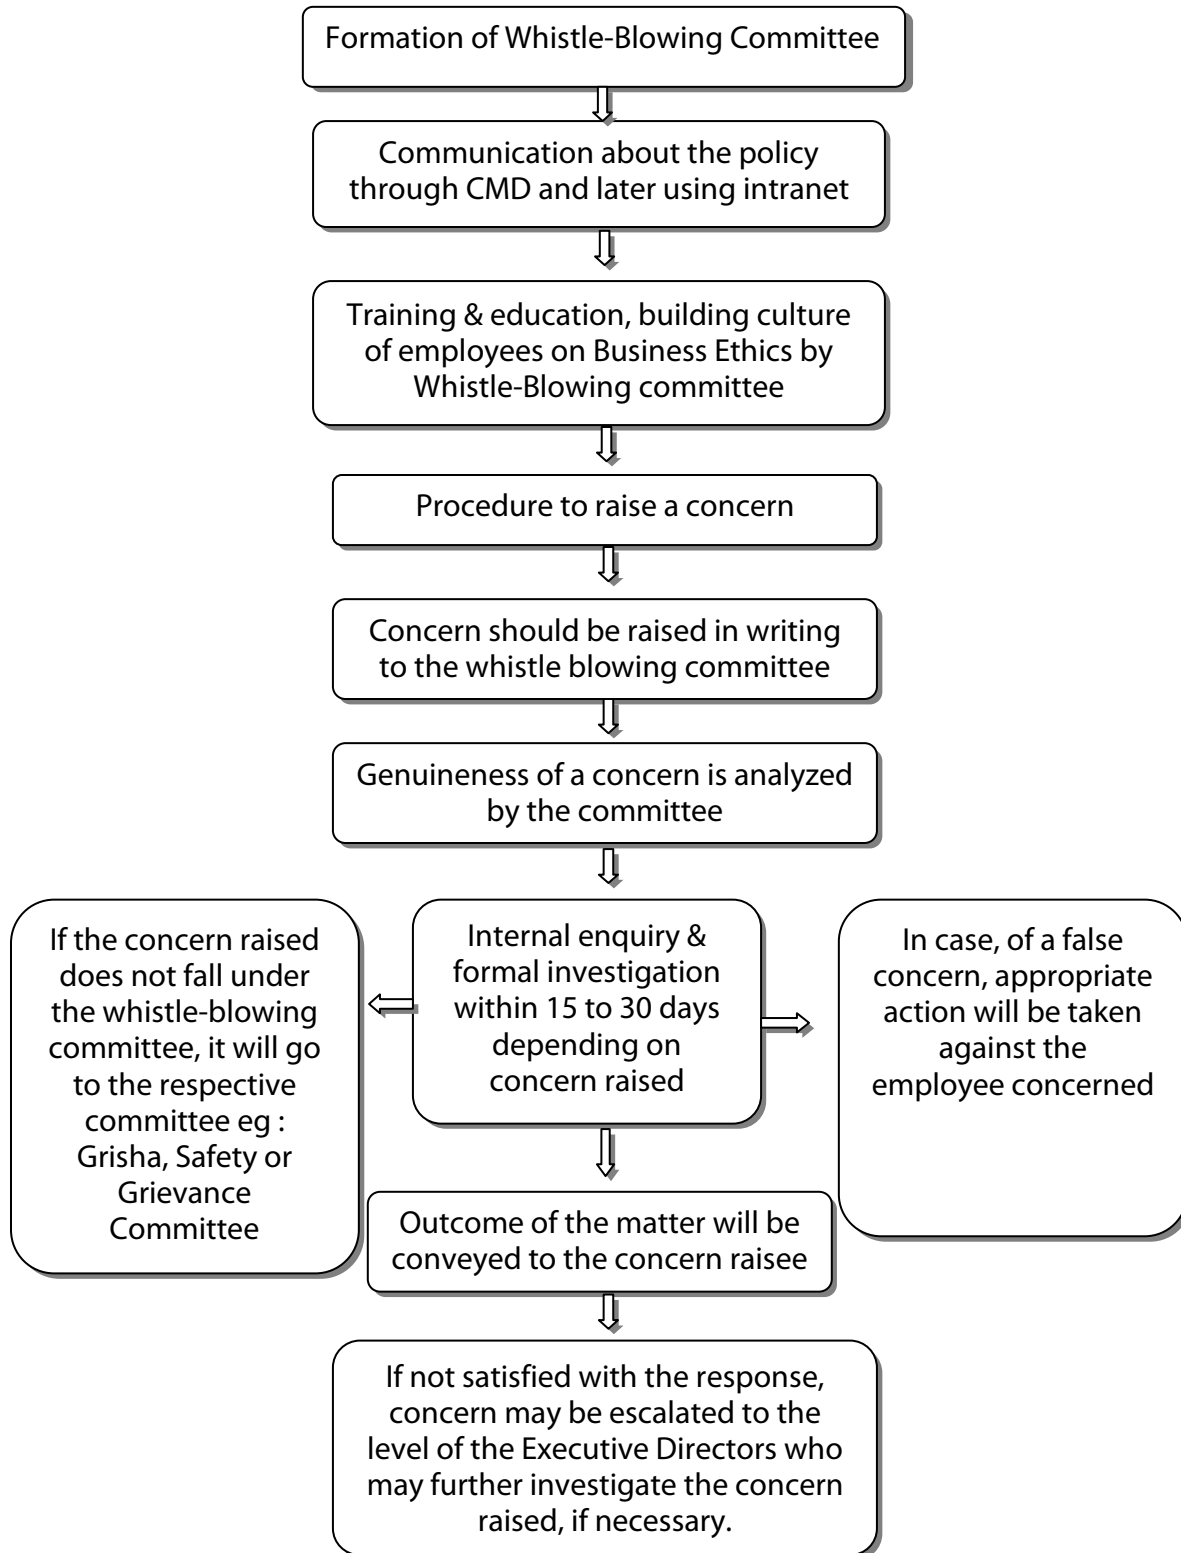 Formation of Whistle-Blowing Committee
Communication about the policy
through CMD and later using intranet
Training & education, building culture
of employees on Business Ethics by
Whistle-Blowing committee
Procedure to raise a concern
Concern should be raised in writing
to the whistle blowing committee
Genuineness of a concern is analyzed
by the committee
If the concern raised
does not fall under
the whistle-blowing
committee, it will go
to the respective
committee eg :
Grisha, Safety or
Grievance
Committee
Internal enquiry &
formal investigation
within 15 to 30 days
depending on
concern raised
In case, of a false
concern, appropriate
action will be taken
against the
employee concerned
Outcome of the matter will be
conveyed to the concern raisee
If not satisfied with the response,
concern may be escalated to the
level of the Executive Directors who
may further investigate the concern
raised, if necessary.